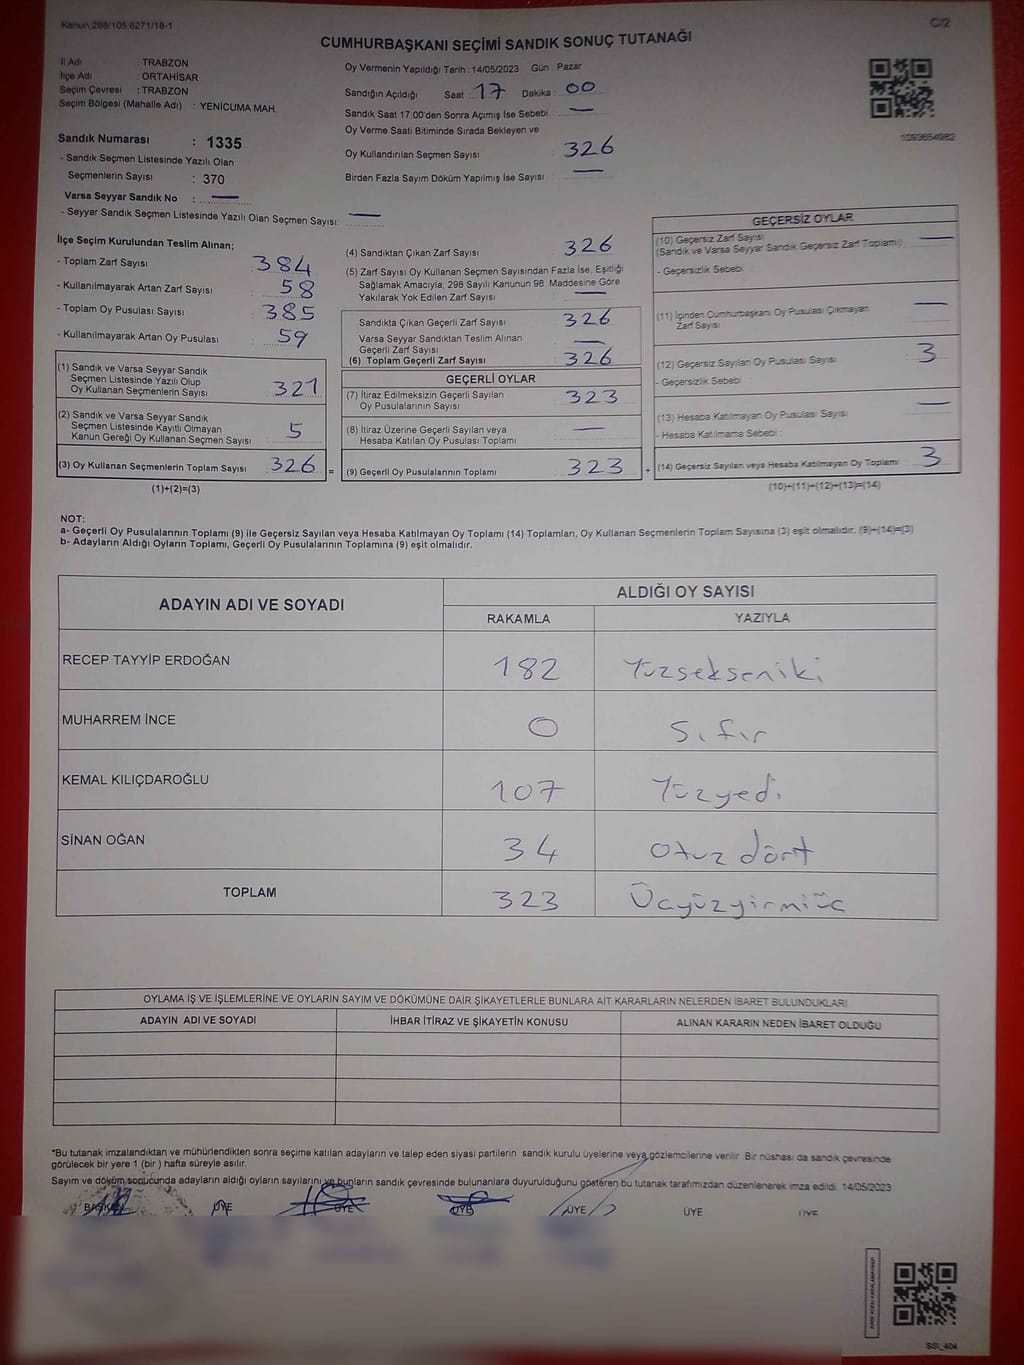 Kanun:298/105,6271/18-1
C/2
CUMHURBAŞKANI SEÇİMİ SANDIK SONUÇ TUTANAĞI
İl Adı : TRABZON
İlçe Adı : ORTAHİSAR
Seçim Çevresi : TRABZON
Seçim Bölgesi (Mahalle Adı) : YENİCUMA MAH.
Sandık Numarası : 1335
- Sandık Seçmen Listesinde Yazılı Olan
Seçmenlerin Sayısı : 370
Varsa Seyyar Sandık No : —
- Seyyar Sandık Seçmen Listesinde Yazılı Olan Seçmen Sayısı: —
Oy Vermenin Yapıldığı Tarih : 14/05/2023 Gün : Pazar
Sandığın Açıldığı Saat : 17 Dakika : 00
Sandık Saat 17:00'den Sonra Açımış İse Sebebi : —
Oy Verme Saati Bitiminde Sırada Bekleyen ve
Oy Kullandırılan Seçmen Sayısı : 326
Birden Fazla Sayım Döküm Yapılmış İse Sayısı : —
1093654982
İlçe Seçim Kurulundan Teslim Alınan;
- Toplam Zarf Sayısı : 384
- Kullanılmayarak Artan Zarf Sayısı : 58
- Toplam Oy Pusulası Sayısı : 385
- Kullanılmayarak Artan Oy Pusulası : 59
(1) Sandık ve Varsa Seyyar Sandık
Seçmen Listesinde Yazılı Olup
Oy Kullanan Seçmenlerin Sayısı : 321
(2) Sandık ve Varsa Seyyar Sandık
Seçmen Listesinde Kayıtlı Olmayan
Kanun Gereği Oy Kullanan Seçmen Sayısı : 5
(3) Oy Kullanan Seçmenlerin Toplam Sayısı : 326 =
(1)+(2)=(3)
(4) Sandıktan Çıkan Zarf Sayısı : 326
(5) Zarf Sayısı Oy Kullanan Seçmen Sayısından Fazla İse, Eşitliği
Sağlamak Amacıyla; 298 Sayılı Kanunun 98. Maddesine Göre
Yakılarak Yok Edilen Zarf Sayısı : —
Sandıkta Çıkan Geçerli Zarf Sayısı : 326
Varsa Seyyar Sandıktan Teslim Alınan
Geçerli Zarf Sayısı : —
(6) Toplam Geçerli Zarf Sayısı : 326
GEÇERLİ OYLAR
(7) İtiraz Edilmeksizin Geçerli Sayılan
Oy Pusulalarının Sayısı : 323
(8) İtiraz Üzerine Geçerli Sayılan veya
Hesaba Katılan Oy Pusulası Toplamı : —
(9) Geçerli Oy Pusulalarının Toplamı : 323 +
GEÇERSİZ OYLAR
(10) Geçersiz Zarf Sayısı
(Sandık ve Varsa Seyyar Sandık Geçersiz Zarf Toplamı) : —
- Geçersizlik Sebebi :
(11) İçinden Cumhurbaşkanı Oy Pusulası Çıkmayan
Zarf Sayısı : —
(12) Geçersiz Sayılan Oy Pusulası Sayısı : 3
- Geçersizlik Sebebi :
(13) Hesaba Katılmayan Oy Pusulası Sayısı : —
- Hesaba Katılmama Sebebi :
(14) Geçersiz Sayılan veya Hesaba Katılmayan Oy Toplamı : 3
(10)+(11)+(12)+(13)=(14)
NOT:
a- Geçerli Oy Pusulalarının Toplamı (9) ile Geçersiz Sayılan veya Hesaba Katılmayan Oy Toplamı (14) Toplamları, Oy Kullanan Seçmenlerin Toplam Sayısına (3) eşit olmalıdır. (9)+(14)=(3)
b- Adayların Aldığı Oyların Toplamı, Geçerli Oy Pusulalarının Toplamına (9) eşit olmalıdır.
ADAYIN ADI VE SOYADI ALDIĞI OY SAYISI
RAKAMLA YAZIYLA
RECEP TAYYİP ERDOĞAN 182 Yüzsekseniki
MUHARREM İNCE 0 Sıfır
KEMAL KILIÇDAROĞLU 107 Yüzyedi
SİNAN OĞAN 34 Otuz dört
TOPLAM 323 Üçyüzyirmiüç
OYLAMA İŞ VE İŞLEMLERİNE VE OYLARIN SAYIM VE DÖKÜMÜNE DAİR ŞİKAYETLERLE BUNLARA AİT KARARLARIN NELERDEN İBARET BULUNDUKLARI
ADAYIN ADI VE SOYADI İHBAR İTİRAZ VE ŞİKAYETİN KONUSU ALINAN KARARIN NEDEN İBARET OLDUĞU
*Bu tutanak imzalandıktan ve mühürlendikten sonra seçime katılan adayların ve talep eden siyasi partilerin sandık kurulu üyelerine veya gözlemcilerine verilir. Bir nüshası da sandık çevresinde
görülecek bir yere 1 (bir) hafta süreyle asılır.
Sayım ve döküm sonucunda adayların aldığı oyların sayılarını ve bunların sandık çevresinde bulunanlara duyurulduğunu gösteren bu tutanak tarafımızdan düzenlenerek imza edildi. 14/05/2023
BAŞKAN ÜYE ÜYE ÜYE ÜYE ÜYE ÜYE
SSI_404